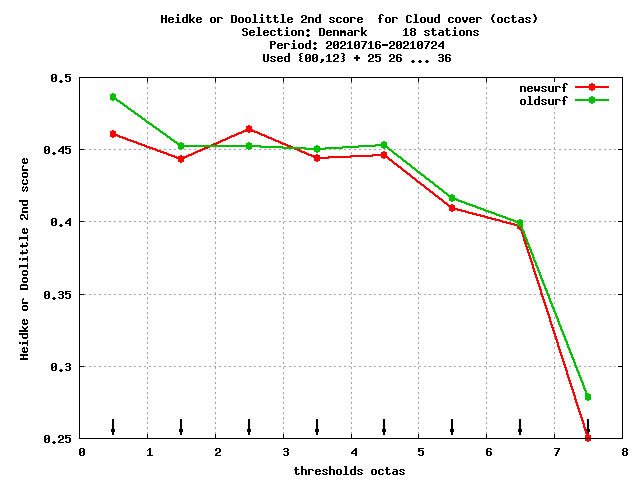 Heidke or Doolittle 2nd score  for Cloud cover (octas)
Selection: Denmark     18 stations
Period: 20210716-20210724
Used {00,12} + 25 26 ... 36
newsurf
oldsurf
0.5
0.45
0.4
0.35
0.3
0.25
Heidke or Doolittle 2nd score
0 1 2 3 4 5 6 7 8
thresholds octas